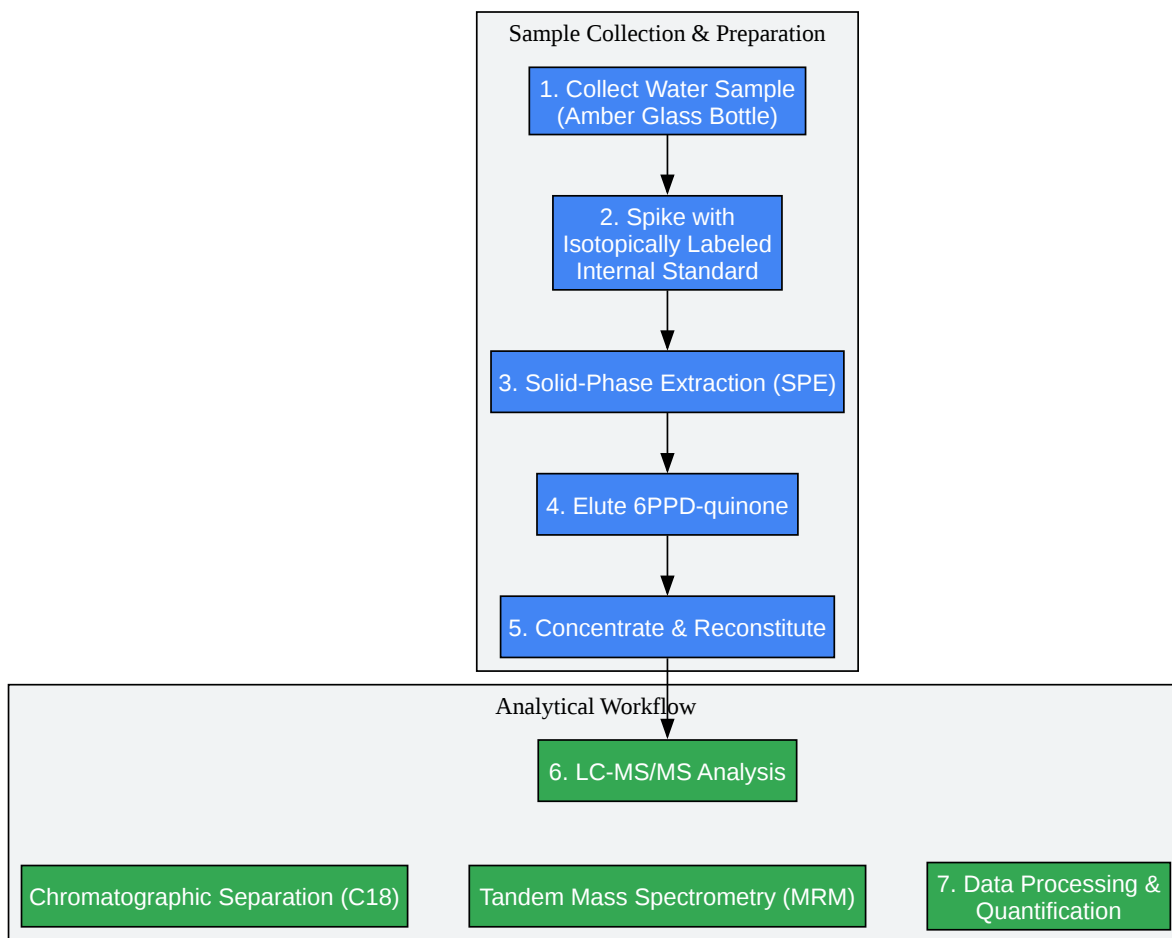 Sample Collection & Preparation
1. Collect Water Sample
(Amber Glass Bottle)
2. Spike with
Isotopically Labeled
Internal Standard
3. Solid-Phase Extraction (SPE)
4. Elute 6PPD-quinone
5. Concentrate & Reconstitute
Analytical Workflow
6. LC-MS/MS Analysis
Chromatographic Separation (C18)
Tandem Mass Spectrometry (MRM)
7. Data Processing &
Quantification